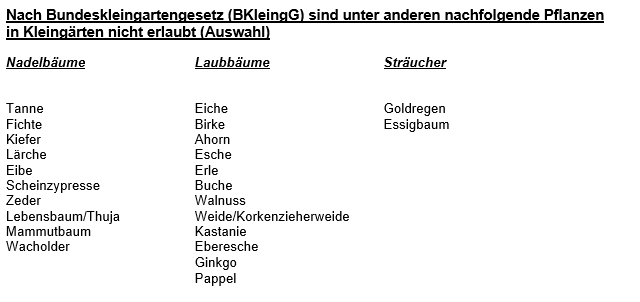 Nach Bundeskleingartengesetz (BKleingG) sind unter anderen nachfolgende Pflanzen
in Kleingärten nicht erlaubt (Auswahl)
Nadelbäume Laubbäume Sträucher
Tanne Eiche Goldregen
Fichte Birke Essigbaum
Kiefer Ahorn
Lärche Esche
Eibe Erle
Scheinzypresse Buche
Zeder Walnuss
Lebensbaum/Thuja Weide/Korkenzieherweide
Mammutbaum Kastanie
Wacholder Eberesche
Ginkgo
Pappel